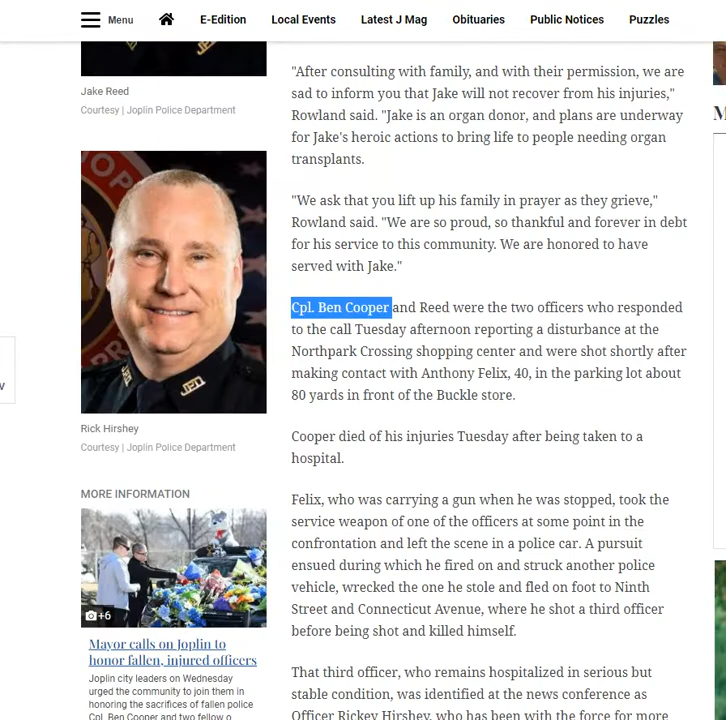 Menu
E-Edition
Local Events
Latest J Mag
Obituaries
Public Notices
Puzzles
Jake Reed
Courtesy | Joplin Police Department
JPD
Rick Hirshey
Courtesy | Joplin Police Department
MORE INFORMATION
+6
Mayor calls on Joplin to
honor fallen, injured officers
Joplin city leaders on Wednesday
urged the community to join them in
honoring the sacrifices of fallen police
Cpl. Ben Cooper and two fellow o
"After consulting with family, and with their permission, we are
sad to inform you that Jake will not recover from his injuries,"
Rowland said. "Jake is an organ donor, and plans are underway
for Jake's heroic actions to bring life to people needing organ
transplants.
"We ask that you lift up his family in prayer as they grieve,"
Rowland said. "We are so proud, so thankful and forever in debt
for his service to this community. We are honored to have
served with Jake."
Cpl. Ben Cooper and Reed were the two officers who responded
to the call Tuesday afternoon reporting a disturbance at the
Northpark Crossing shopping center and were shot shortly after
making contact with Anthony Felix, 40, in the parking lot about
80 yards in front of the Buckle store.
Cooper died of his injuries Tuesday after being taken to a
hospital.
Felix, who was carrying a gun when he was stopped, took the
service weapon of one of the officers at some point in the
confrontation and left the scene in a police car. A pursuit
ensued during which he fired on and struck another police
vehicle, wrecked the one he stole and fled on foot to Ninth
Street and Connecticut Avenue, where he shot a third officer
before being shot and killed himself.
That third officer, who remains hospitalized in serious but
stable condition, was identified at the news conference as
Officer Rickey Hirshey, who has been with the force for more